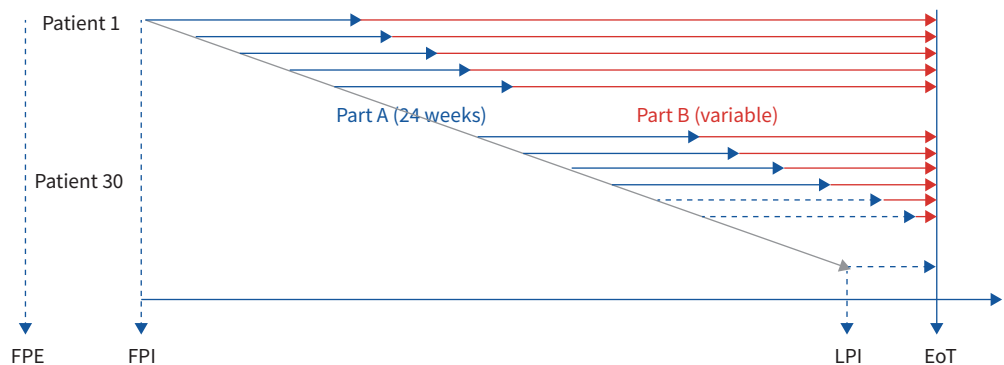 Patient 1
Part A (24 weeks)
Part B (variable)
Patient 30
FPE
FPI
LPI
EoT